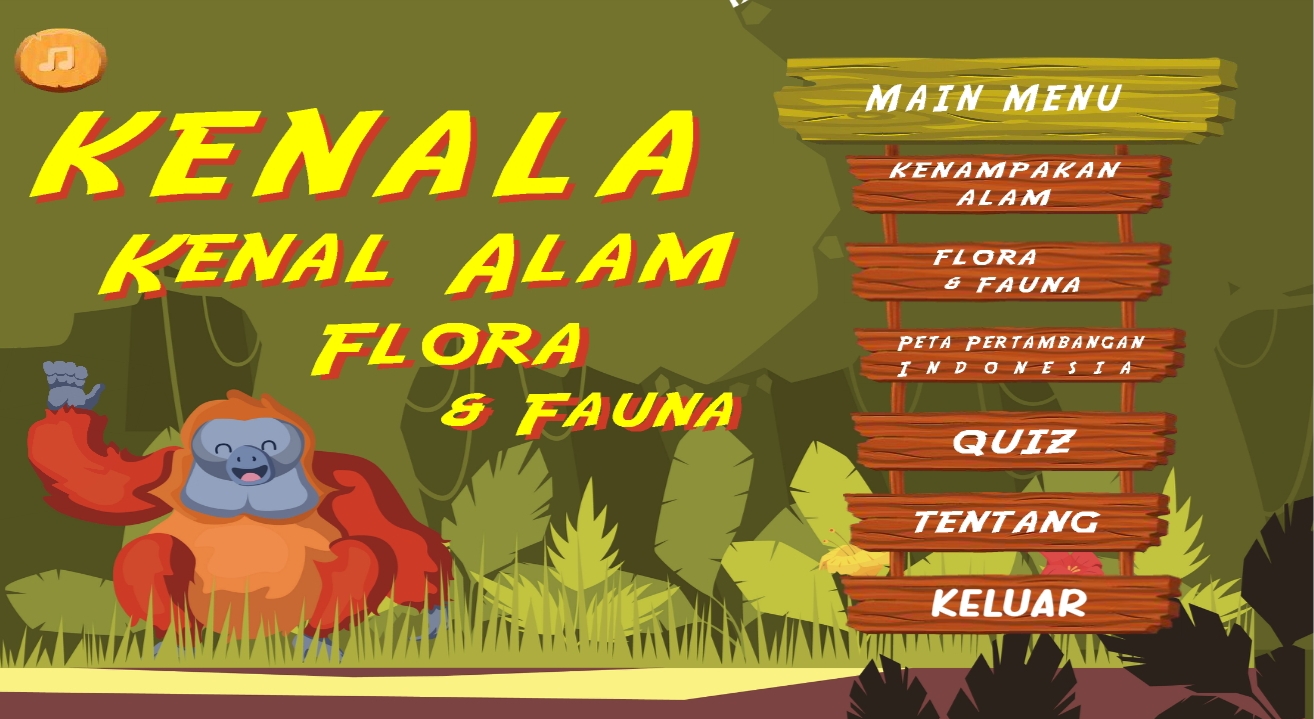 KENALA
KENAL ALAM
FLORA
& FAUNA
MAIN MENU
KENAMPAKAN
ALAM
FLORA
& FAUNA
PETA PERTAMBANGAN
INDONESIA
QUIZ
TENTANG
KELUAR